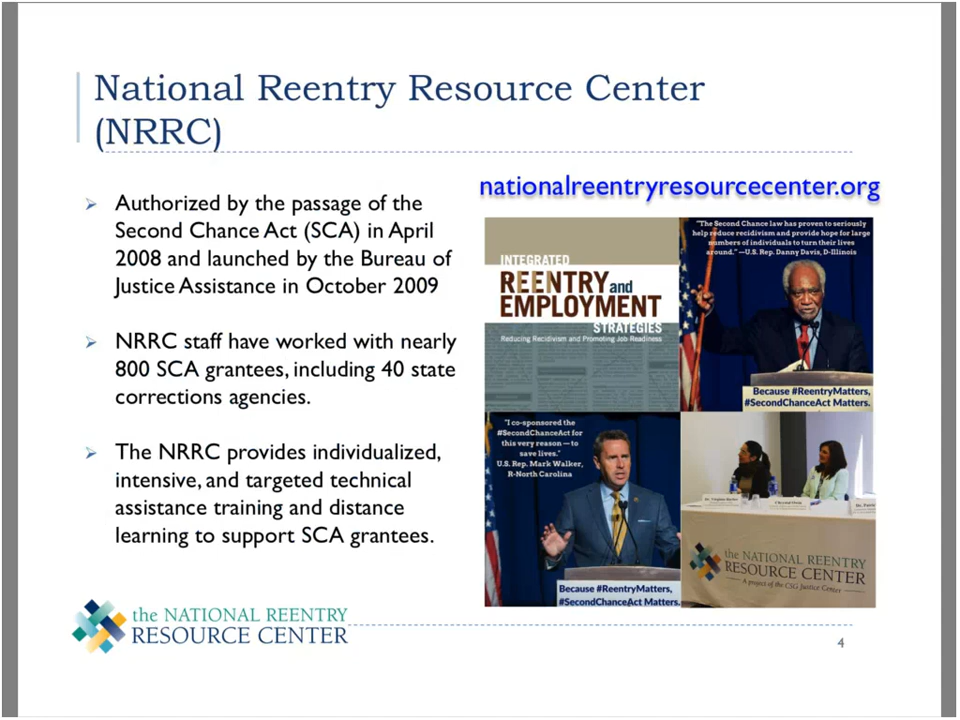 National Reentry Resource Center
(NRRC)
Authorized by the passage of the
Second Chance Act (SCA) in April
2008 and launched by the Bureau of
Justice Assistance in October 2009
NRRC staff have worked with nearly
800 SCA grantees, including 40 state
corrections agencies.
The NRRC provides individualized,
intensive, and targeted technical
assistance training and distance
learning to support SCA grantees.
nationalreentryresourcecenter.org
INTEGRATED
REENTRY and
EMPLOYMENT
STRATEGIES
Reducing Recidivism and Promoting Job Readiness
"The Second Chance law has proven to seriously
help reduce recidivism and provide hope for large
numbers of individuals to turn their lives
around." —U.S. Rep. Danny Davis, D-Illinois
Because #ReentryMatters,
#SecondChanceAct Matters.
"I co-sponsored the
#SecondChanceAct for
this very reason—to
save lives."
U.S. Rep. Mark Walker,
R-North Carolina
Because #ReentryMatters,
#SecondChanceAct Matters.
the NATIONAL REENTRY
RESOURCE CENTER
A project of the CSG Justice Center
the NATIONAL REENTRY
RESOURCE CENTER
4